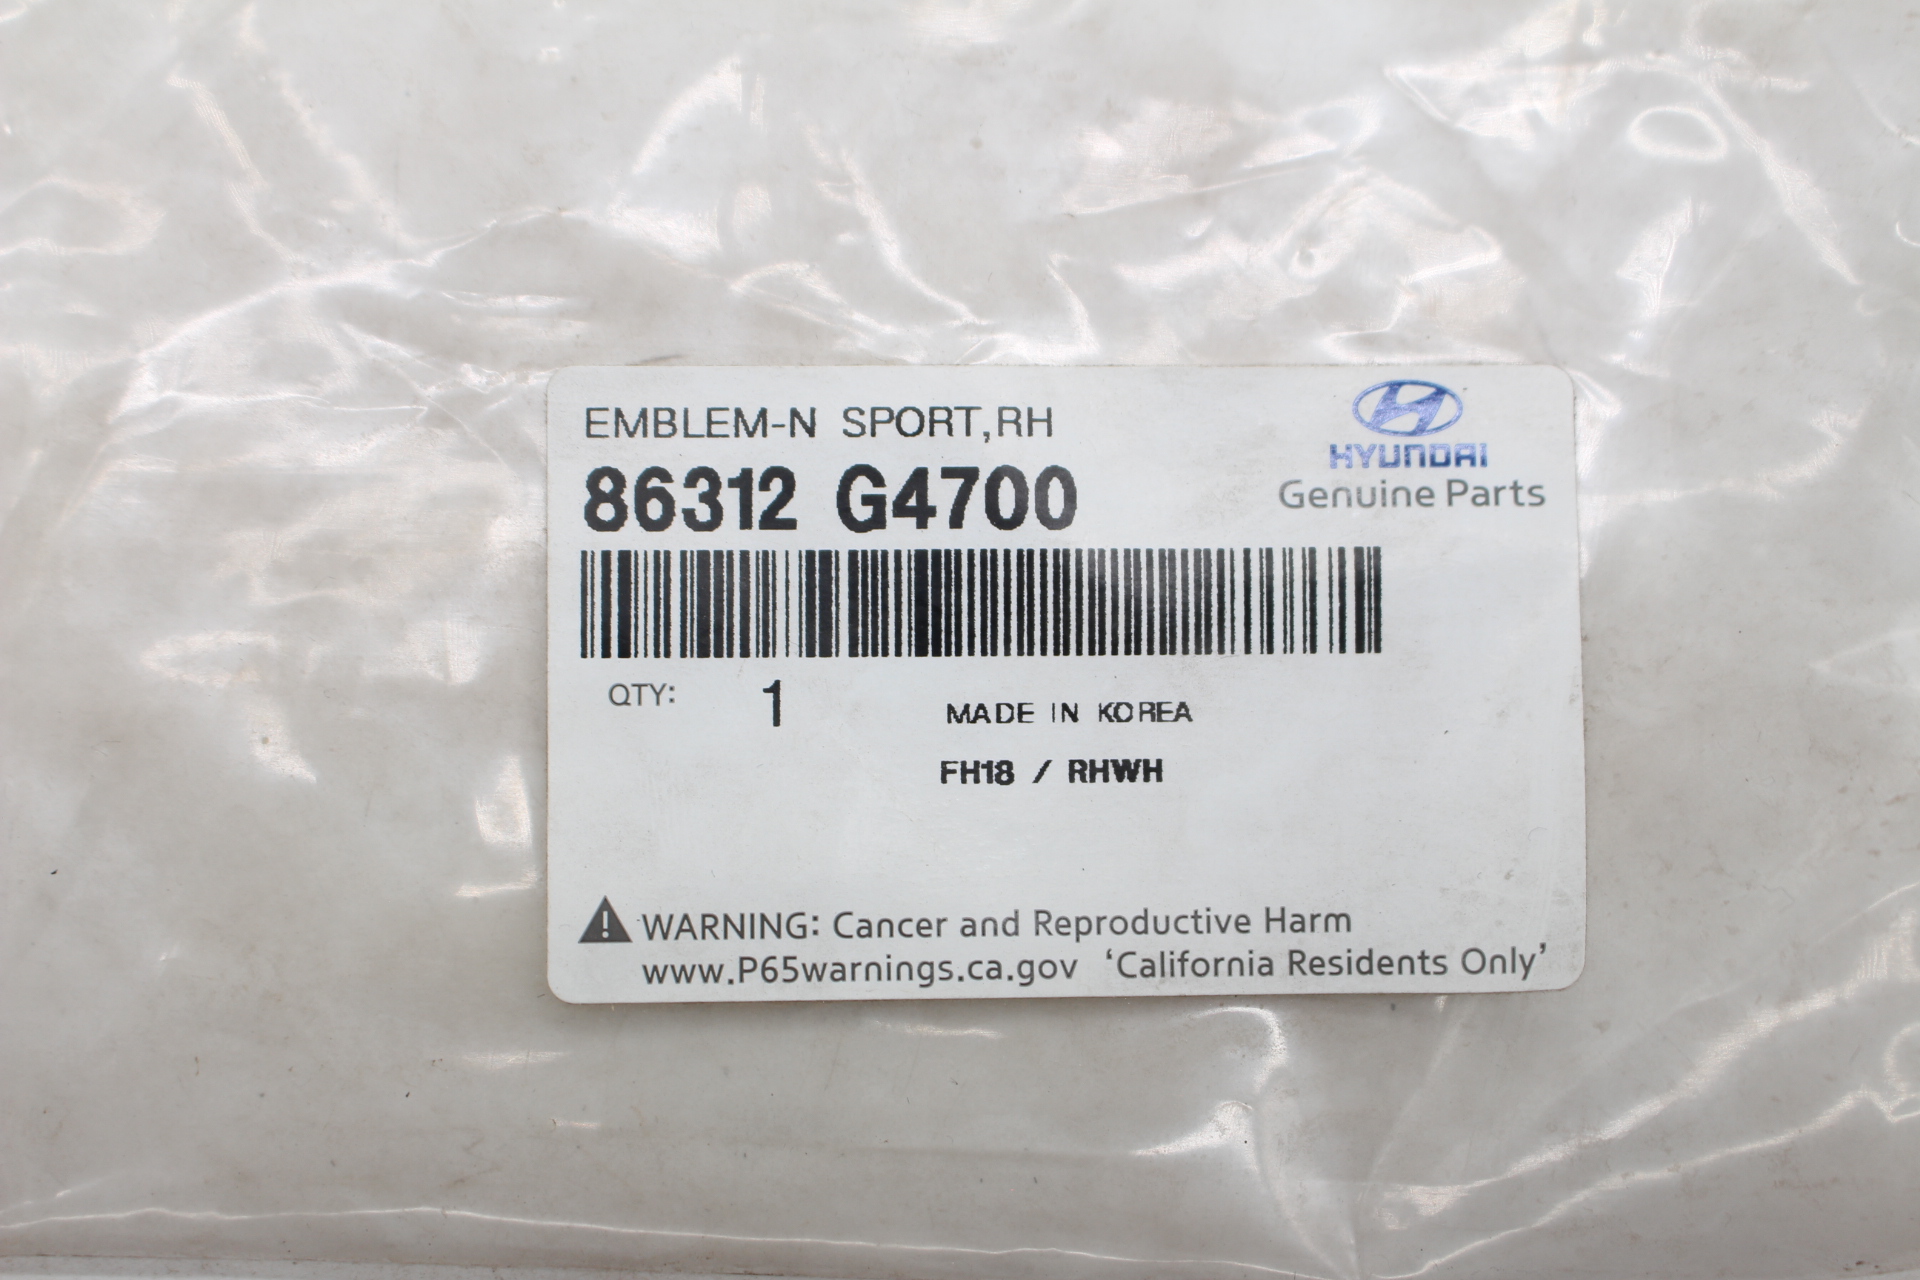 EMBLEM-N SPORT,RH
HYUNDAI
86312 G4700
Genuine Parts
QTY: 1
MADE IN KOREA
FH18 / RHWH
WARNING: Cancer and Reproductive Harm
www.P65warnings.ca.gov 'California Residents Only'